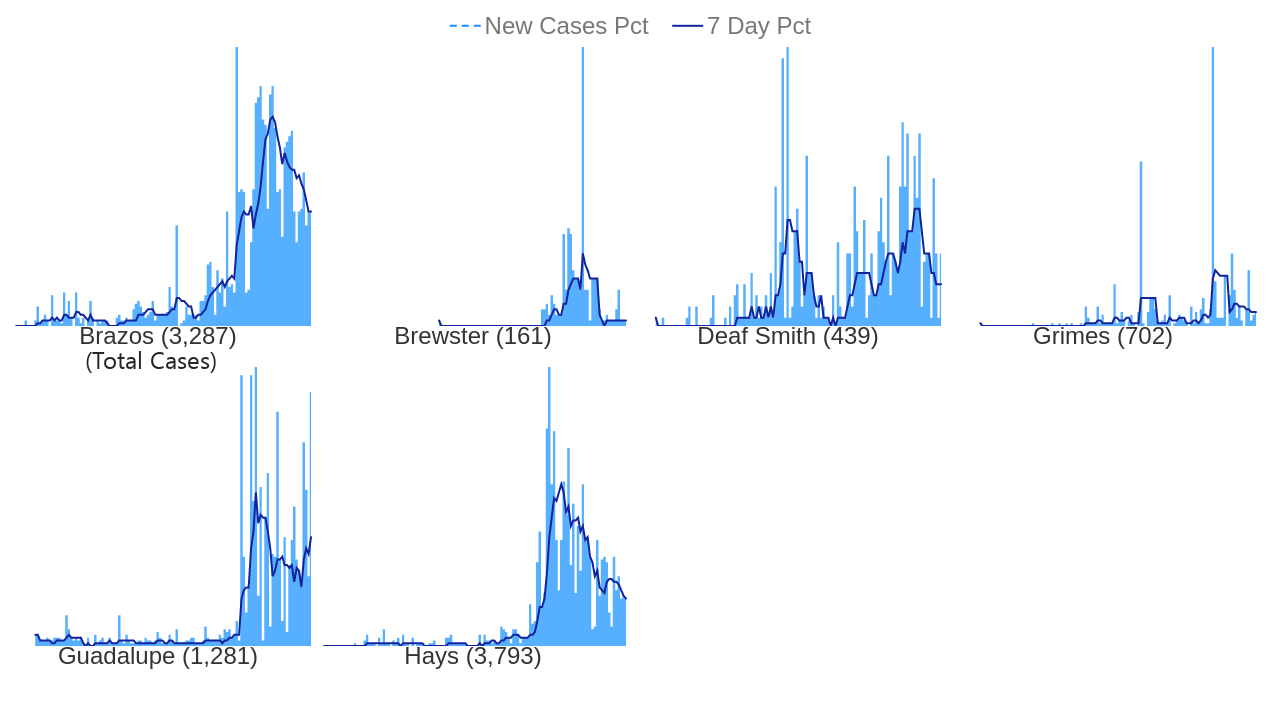 New Cases Pct 7 Day Pct
Brazos (3,287) Brewster (161) Deaf Smith (439) Grimes (702)
(Total Cases)
Guadalupe (1,281) Hays (3,793)